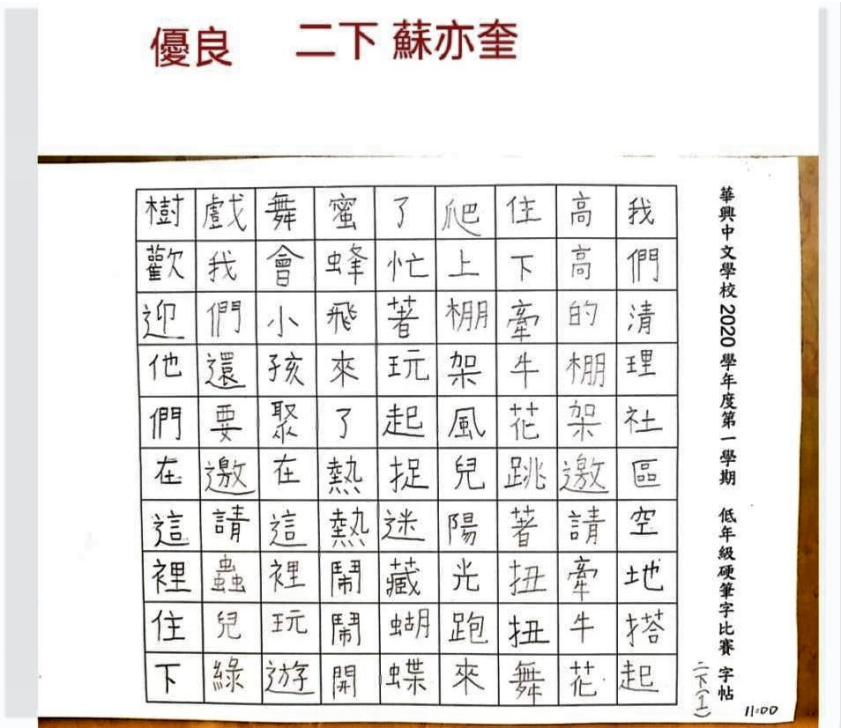 優良 二下 蘇亦奎
華興中文學校2020學年度第一學期 低年級硬筆字比賽 字帖
二下(1)
我們清理社區空地搭起
高高的棚架邀請牽牛花
住下牽牛花跳著扭扭舞
爬上棚架風兒陽光跑來
了忙著玩起捉迷藏蝴蝶
蜜蜂飛來了熱熱鬧鬧開
舞會小孩聚在這裡玩遊
戲我們還要邀請蟲兒綠
樹歡迎他們在這裡住下
11:00